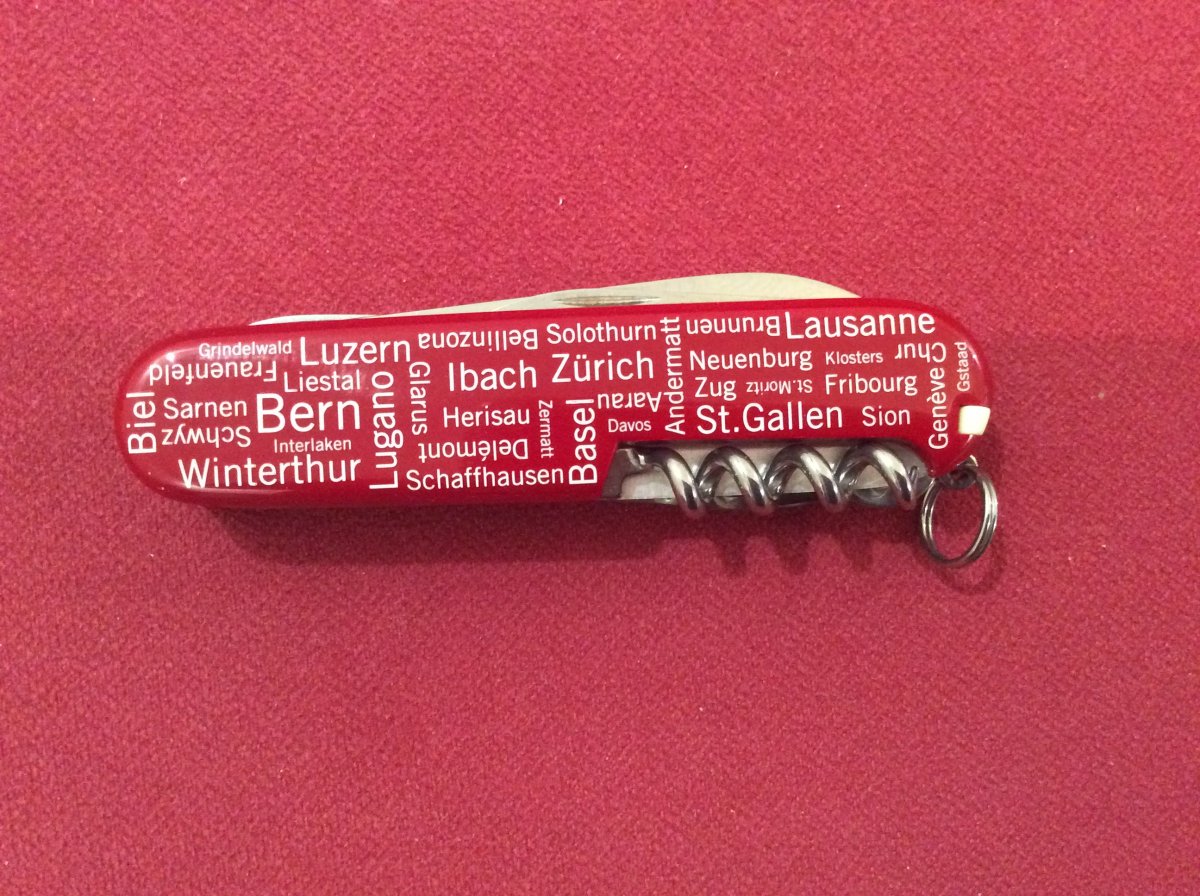 Grindelwald
Luzern
Bellinzona
Solothurn
Andermatt
Brunnen
Lausanne
Frauenfeld
Liestal
Glarus
Ibach
Zürich
Neuenburg
Klosters
Chur
Gstaad
Biel
Sarnen
Bern
Lugano
Herisau
Zermatt
Basel
Aarau
Zug
St.Moritz
Fribourg
Genève
Schwyz
Interlaken
Delémont
Davos
St.Gallen
Sion
Winterthur
Schaffhausen